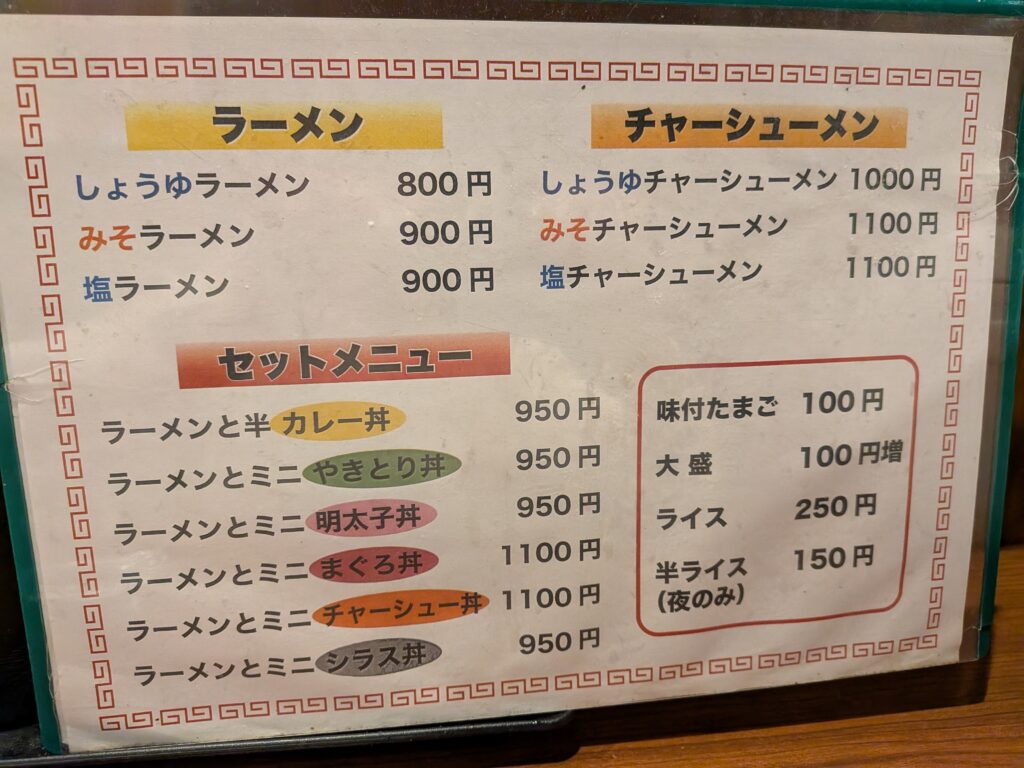 ラーメン
しょうゆラーメン 800円
みそラーメン 900円
塩ラーメン 900円
チャーシューメン
しょうゆチャーシューメン 1000円
みそチャーシューメン 1100円
塩チャーシューメン 1100円
セットメニュー
ラーメンと半カレー丼 950円
ラーメンとミニやきとり丼 950円
ラーメンとミニ明太子丼 950円
ラーメンとミニまぐろ丼 1100円
ラーメンとミニチャーシュー丼 1100円
ラーメンとミニシラス丼 950円
味付たまご 100円
大盛 100円増
ライス 250円
半ライス 150円
(夜のみ)